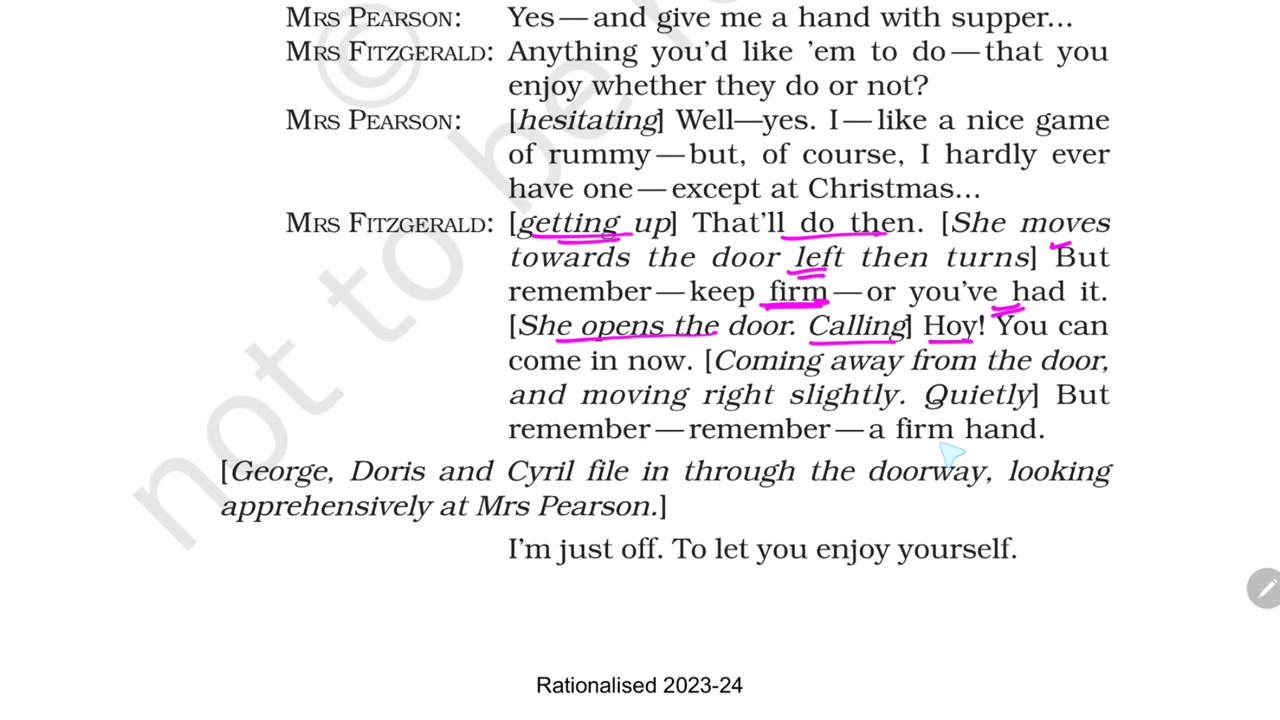 MRS PEARSON: Yes—and give me a hand with supper...
MRS FITZGERALD: Anything you'd like 'em to do—that you
enjoy whether they do or not?
MRS PEARSON: [hesitating] Well—yes. I—like a nice game
of rummy—but, of course, I hardly ever
have one—except at Christmas...
MRS FITZGERALD: [getting up] That'll do then. [She moves
towards the door left then turns] But
remember—keep firm—or you've had it.
[She opens the door. Calling] Hoy! You can
come in now. [Coming away from the door,
and moving right slightly. Quietly] But
remember—remember—a firm hand.
[George, Doris and Cyril file in through the doorway, looking
apprehensively at Mrs Pearson.]
I'm just off. To let you enjoy yourself.
Rationalised 2023-24
©
not to be r